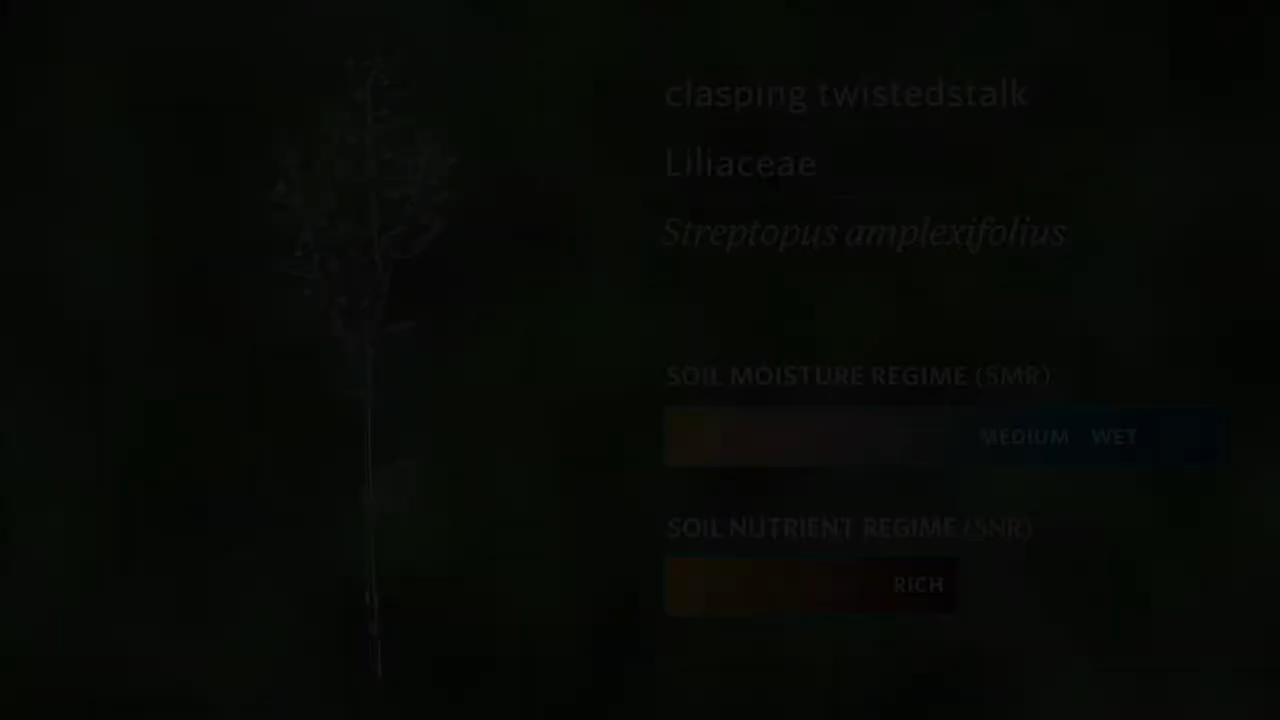 clasping twistedstalk
Liliaceae
Streptopus amplexifolius
SOIL MOISTURE REGIME (SMR)
MEDIUM WET
SOIL NUTRIENT REGIME (SNR)
RICH